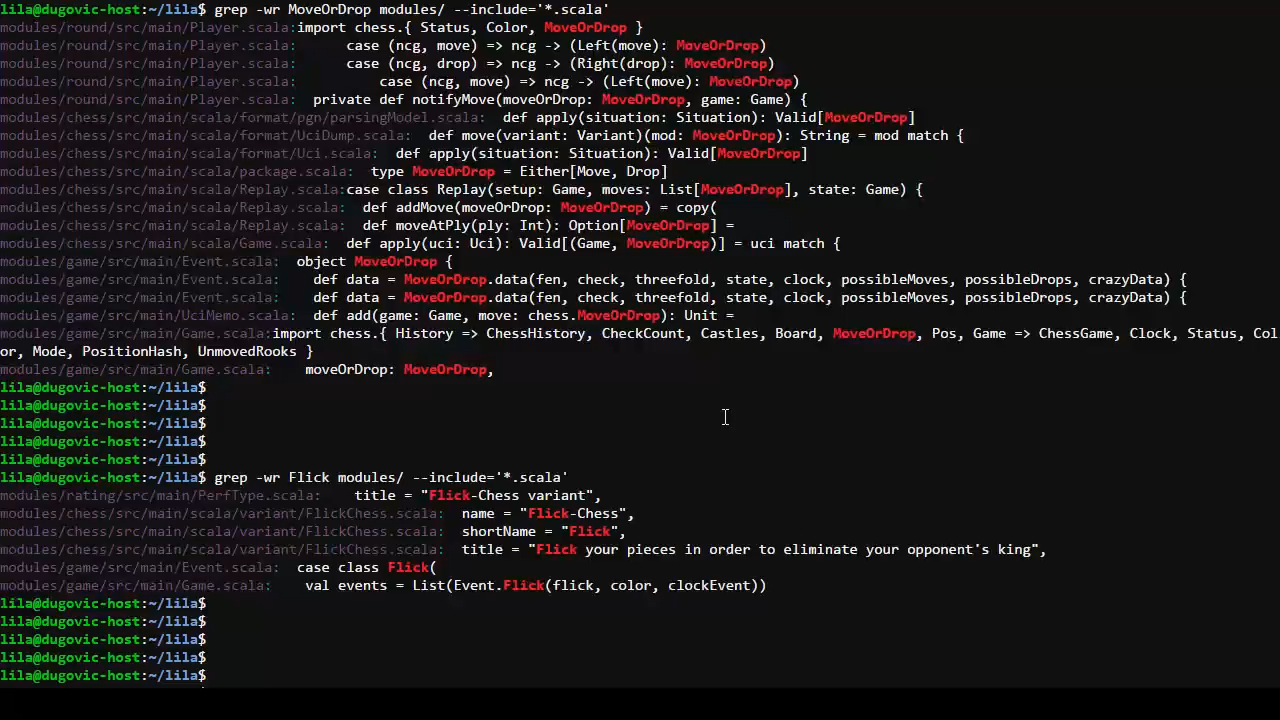 lila@dugovic-host:~/lila$ grep -wr MoveOrDrop modules/ --include='*.scala'
modules/round/src/main/Player.scala:import chess.{ Status, Color, MoveOrDrop }
modules/round/src/main/Player.scala:      case (ncg, move) => ncg -> (Left(move): MoveOrDrop)
modules/round/src/main/Player.scala:      case (ncg, drop) => ncg -> (Right(drop): MoveOrDrop)
modules/round/src/main/Player.scala:          case (ncg, move) => ncg -> (Left(move): MoveOrDrop)
modules/round/src/main/Player.scala:  private def notifyMove(moveOrDrop: MoveOrDrop, game: Game) {
modules/chess/src/main/scala/format/pgn/parsingModel.scala:  def apply(situation: Situation): Valid[MoveOrDrop]
modules/chess/src/main/scala/format/UciDump.scala:  def move(variant: Variant)(mod: MoveOrDrop): String = mod match {
modules/chess/src/main/scala/format/Uci.scala:  def apply(situation: Situation): Valid[MoveOrDrop]
modules/chess/src/main/scala/package.scala:  type MoveOrDrop = Either[Move, Drop]
modules/chess/src/main/scala/Replay.scala:case class Replay(setup: Game, moves: List[MoveOrDrop], state: Game) {
modules/chess/src/main/scala/Replay.scala:  def addMove(moveOrDrop: MoveOrDrop) = copy(
modules/chess/src/main/scala/Replay.scala:  def moveAtPly(ply: Int): Option[MoveOrDrop] =
modules/chess/src/main/scala/Game.scala:  def apply(uci: Uci): Valid[(Game, MoveOrDrop)] = uci match {
modules/game/src/main/Event.scala:  object MoveOrDrop {
modules/game/src/main/Event.scala:    def data = MoveOrDrop.data(fen, check, threefold, state, clock, possibleMoves, possibleDrops, crazyData) {
modules/game/src/main/Event.scala:    def data = MoveOrDrop.data(fen, check, threefold, state, clock, possibleMoves, possibleDrops, crazyData) {
modules/game/src/main/UciMemo.scala:  def add(game: Game, move: chess.MoveOrDrop): Unit =
modules/game/src/main/Game.scala:import chess.{ History => ChessHistory, CheckCount, Castles, Board, MoveOrDrop, Pos, Game => ChessGame, Clock, Status, Col
or, Mode, PositionHash, UnmovedRooks }
modules/game/src/main/Game.scala:    moveOrDrop: MoveOrDrop,
lila@dugovic-host:~/lila$
lila@dugovic-host:~/lila$
lila@dugovic-host:~/lila$
lila@dugovic-host:~/lila$
lila@dugovic-host:~/lila$
lila@dugovic-host:~/lila$ grep -wr Flick modules/ --include='*.scala'
modules/rating/src/main/PerfType.scala:    title = "Flick-Chess variant",
modules/chess/src/main/scala/variant/FlickChess.scala:  name = "Flick-Chess",
modules/chess/src/main/scala/variant/FlickChess.scala:  shortName = "Flick",
modules/chess/src/main/scala/variant/FlickChess.scala:  title = "Flick your pieces in order to eliminate your opponent's king",
modules/game/src/main/Event.scala:  case class Flick(
modules/game/src/main/Game.scala:    val events = List(Event.Flick(flick, color, clockEvent))
lila@dugovic-host:~/lila$
lila@dugovic-host:~/lila$
lila@dugovic-host:~/lila$
lila@dugovic-host:~/lila$
lila@dugovic-host:~/lila$